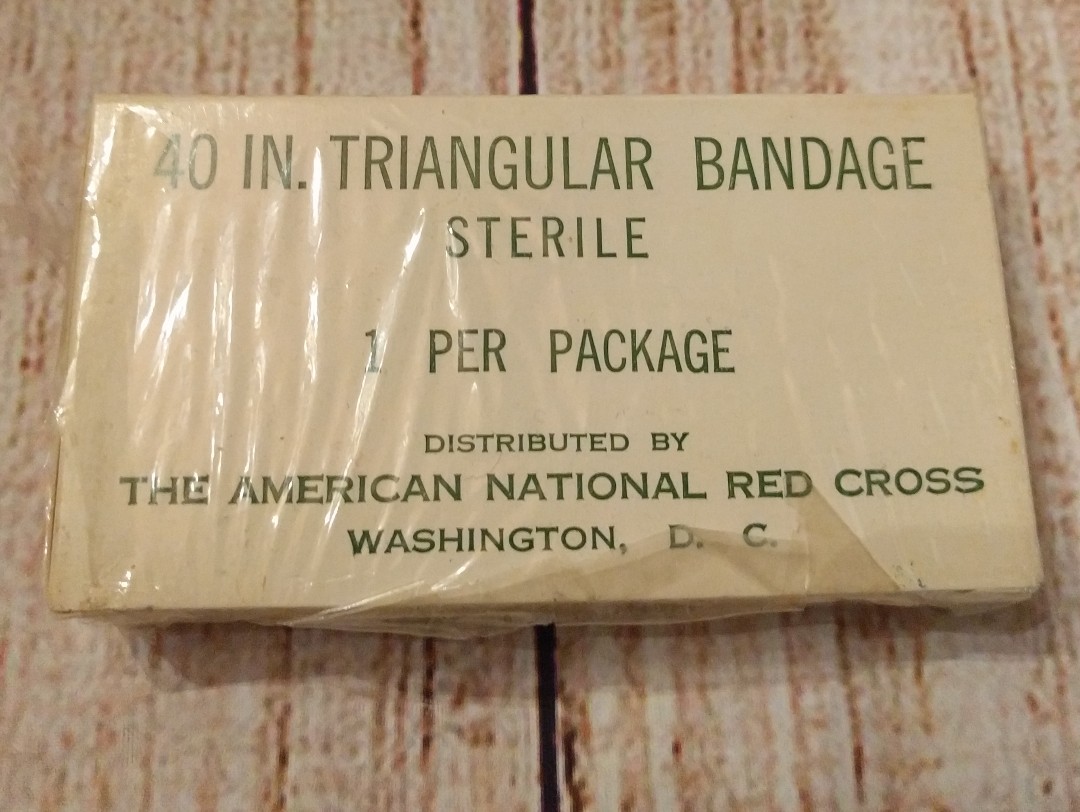 40 IN. TRIANGULAR BANDAGE
STERILE
1 PER PACKAGE
DISTRIBUTED BY
THE AMERICAN NATIONAL RED CROSS
WASHINGTON, D. C.